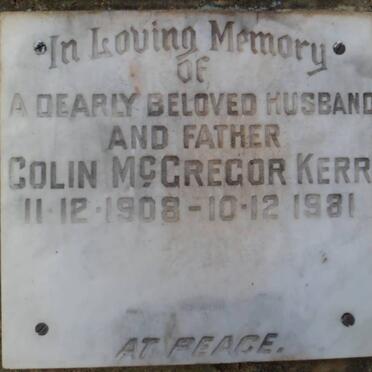 In Loving Memory
OF
A DEARLY BELOVED HUSBAND
AND FATHER
COLIN McGREGOR KERR
11·12·1908-10·12 1981
AT PEACE.